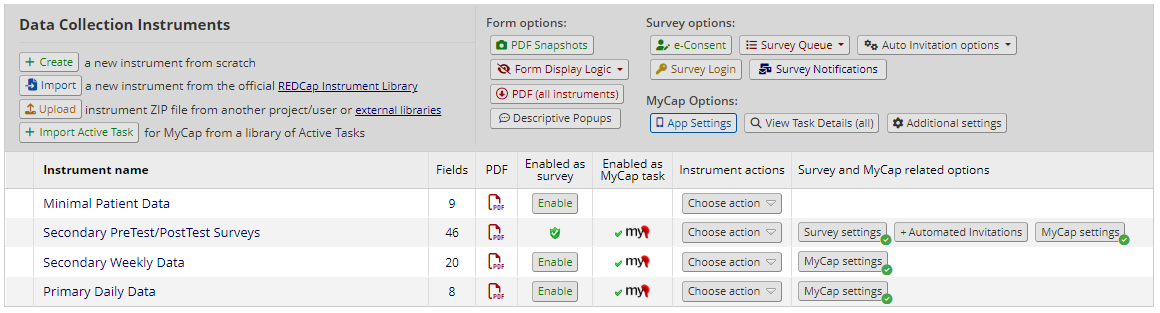 Data Collection Instruments
+ Create a new instrument from scratch
Import a new instrument from the official REDCap Instrument Library
Upload instrument ZIP file from another project/user or external libraries
+ Import Active Task for MyCap from a library of Active Tasks
Form options:
PDF Snapshots
Form Display Logic
PDF (all instruments)
Descriptive Popups
Survey options:
e-Consent Survey Queue Auto Invitation options
Survey Login Survey Notifications
MyCap Options:
App Settings View Task Details (all) Additional settings
Instrument name Fields PDF Enabled as survey Enabled as MyCap task Instrument actions Survey and MyCap related options
Minimal Patient Data 9 PDF Enable Choose action
Secondary PreTest/PostTest Surveys 46 PDF my Choose action Survey settings + Automated Invitations MyCap settings
Secondary Weekly Data 20 PDF Enable my Choose action MyCap settings
Primary Daily Data 8 PDF Enable my Choose action MyCap settings